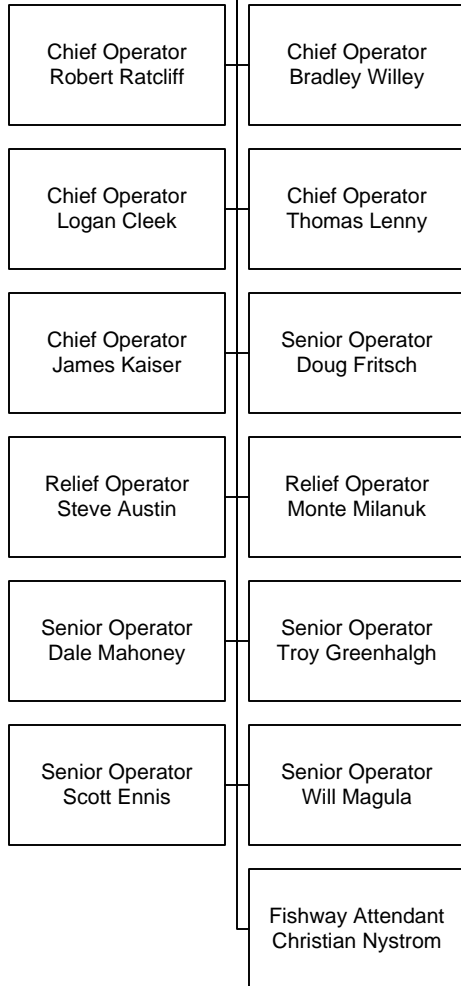 Chief Operator
Robert Ratcliff
Chief Operator
Bradley Willey
Chief Operator
Logan Cleek
Chief Operator
Thomas Lenny
Chief Operator
James Kaiser
Senior Operator
Doug Fritsch
Relief Operator
Steve Austin
Relief Operator
Monte Milanuk
Senior Operator
Dale Mahoney
Senior Operator
Troy Greenhalgh
Senior Operator
Scott Ennis
Senior Operator
Will Magula
Fishway Attendant
Christian Nystrom